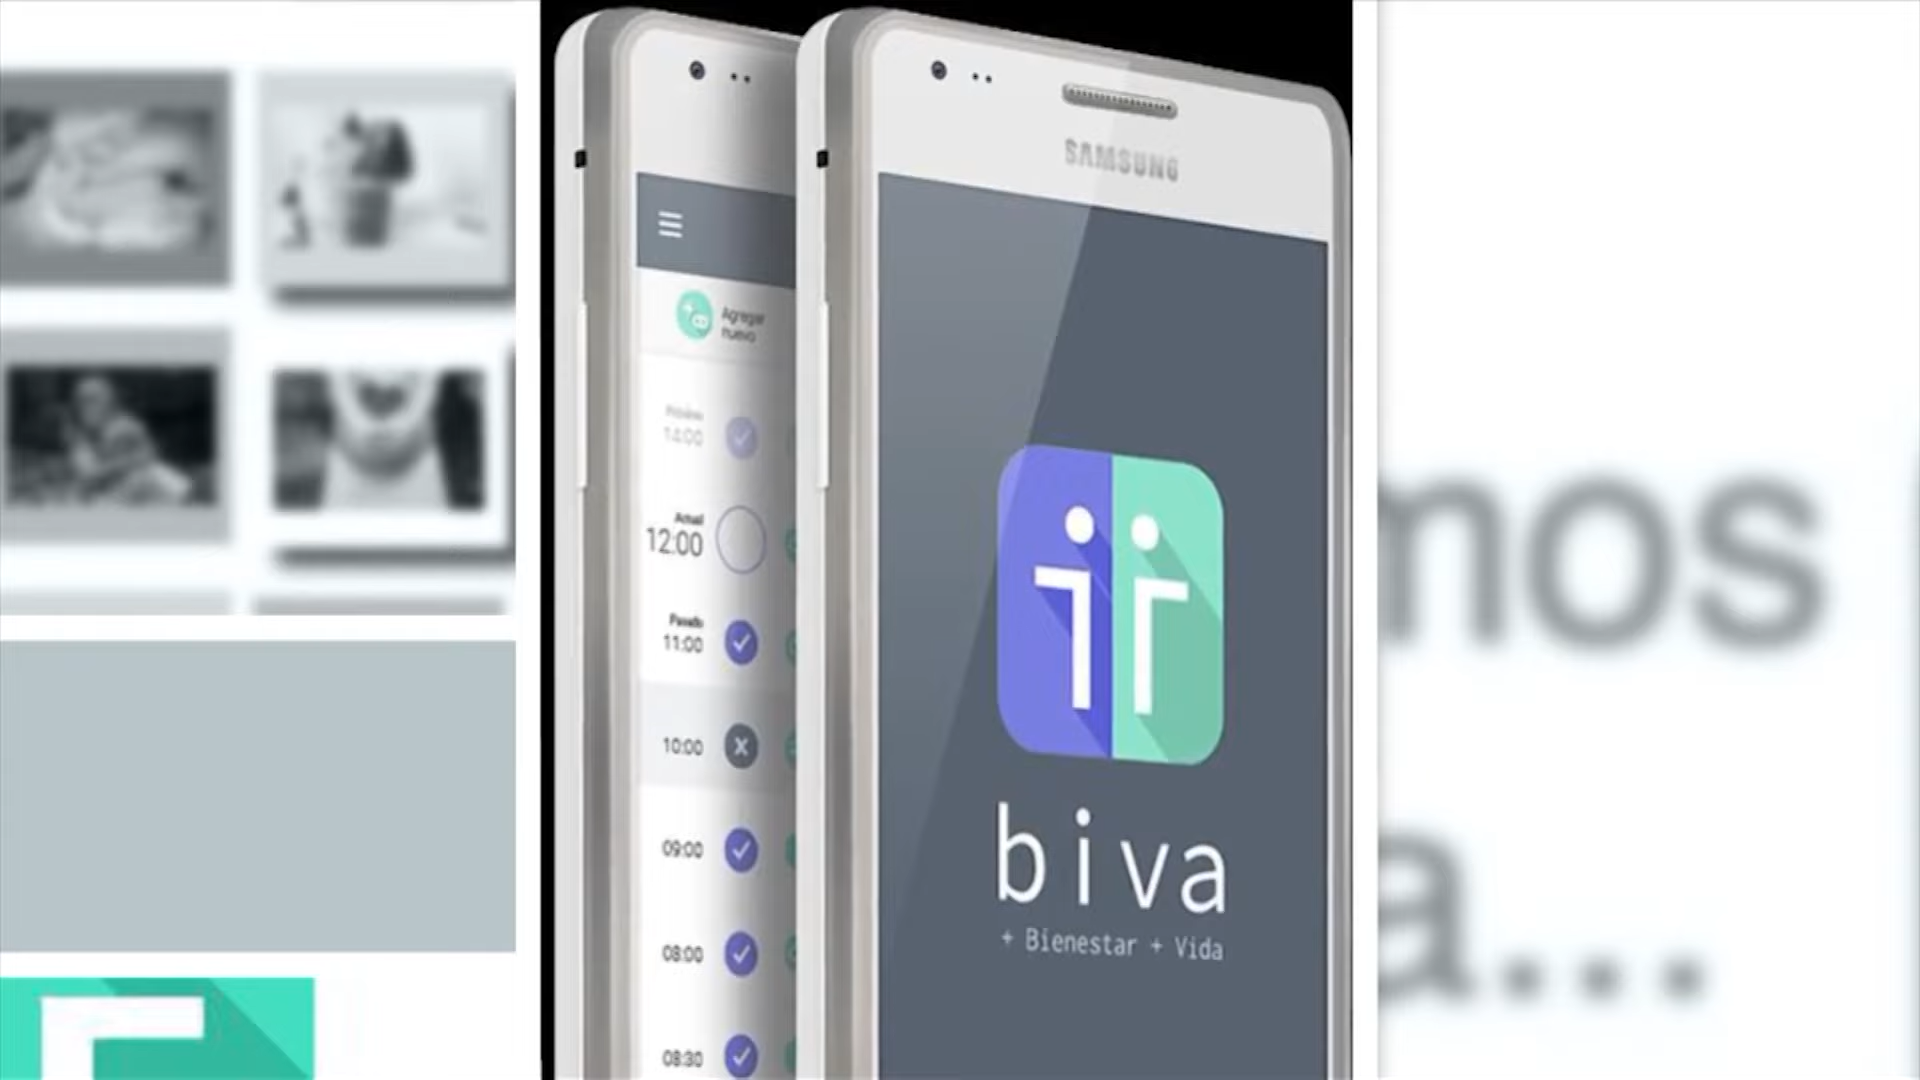 SAMSUNG
Agregar
nuevo
14:00
Actual
12:00
Pasado
11:00
10:00
09:00
08:00
08:30
biva
+ Bienestar + Vida
mos
a...